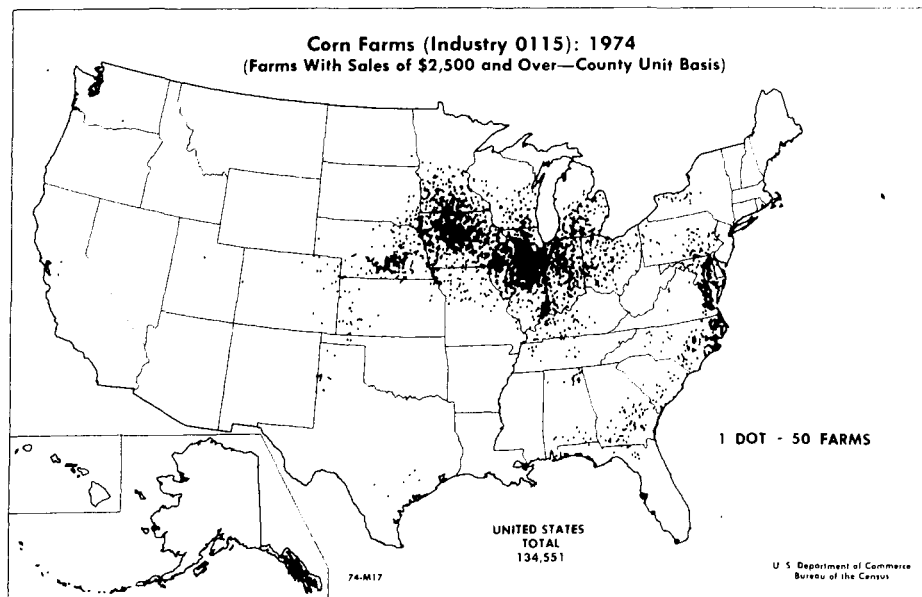 Corn Farms (Industry 0115): 1974
(Farms With Sales of $2,500 and Over—County Unit Basis)
1 DOT - 50 FARMS
UNITED STATES
TOTAL
134,551
74-M17
U S Department of Commerce
Bureau of the Census